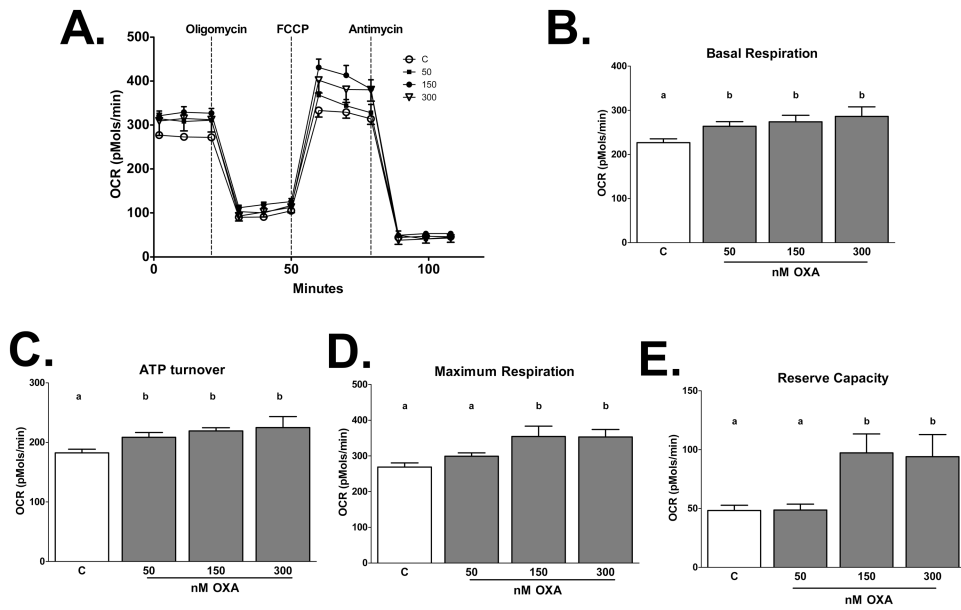 A.
Oligomycin FCCP Antimycin
500
400
300
200
100
0
OCR (pMols/min)
C
50
150
300
0 50 100
Minutes
B.
Basal Respiration
400
300
200
100
0
OCR (pMols/min)
a b b b
C 50 150 300
nM OXA
C.
ATP turnover
300
200
100
0
OCR (pMols/min)
a b b b
C 50 150 300
nM OXA
D.
Maximum Respiration
500
400
300
200
100
0
OCR (pMols/min)
a a b b
C 50 150 300
nM OXA
E.
Reserve Capacity
150
100
50
0
OCR (pMols/min)
a a b b
C 50 150 300
nM OXA